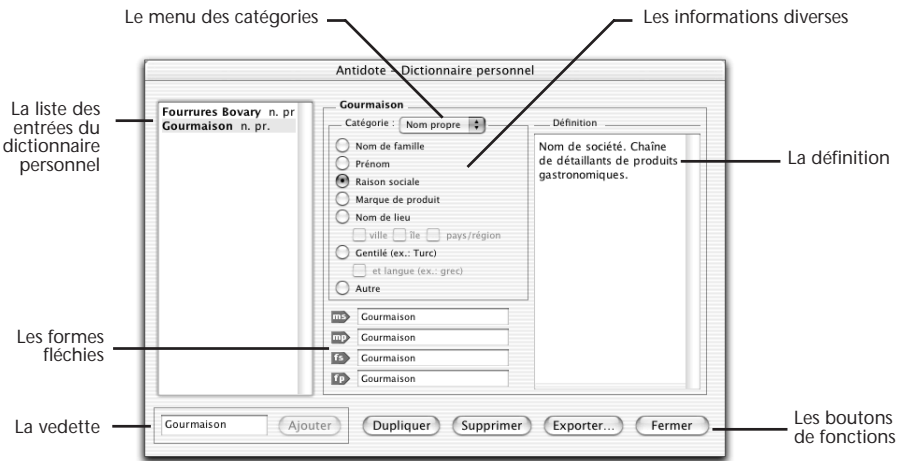 Le menu des catégories
Les informations diverses
Antidote – Dictionnaire personnel
La liste des
entrées du
dictionnaire
personnel
Fourrures Bovary n. pr
Gourmaison n. pr.
Gourmaison
Catégorie : Nom propre
Nom de famille
Prénom
Raison sociale
Marque de produit
Nom de lieu
ville île pays/région
Gentilé (ex.: Turc)
et langue (ex.: grec)
Autre
Définition
Nom de société. Chaîne
de détaillants de produits
gastronomiques.
La définition
Les formes
fléchies
ms Gourmaison
mp Gourmaison
fs Gourmaison
fp Gourmaison
La vedette
Gourmaison Ajouter
Dupliquer Supprimer Exporter... Fermer
Les boutons
de fonctions